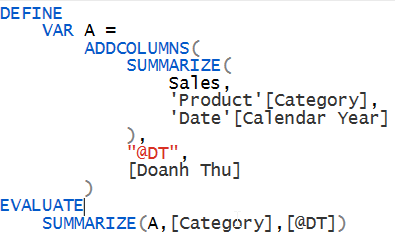 DEFINE
VAR A =
ADDCOLUMNS(
SUMMARIZE(
Sales,
'Product'[Category],
'Date'[Calendar Year]
),
"@DT",
[Doanh Thu]
)
EVALUATE
SUMMARIZE(A,[Category],[@DT])